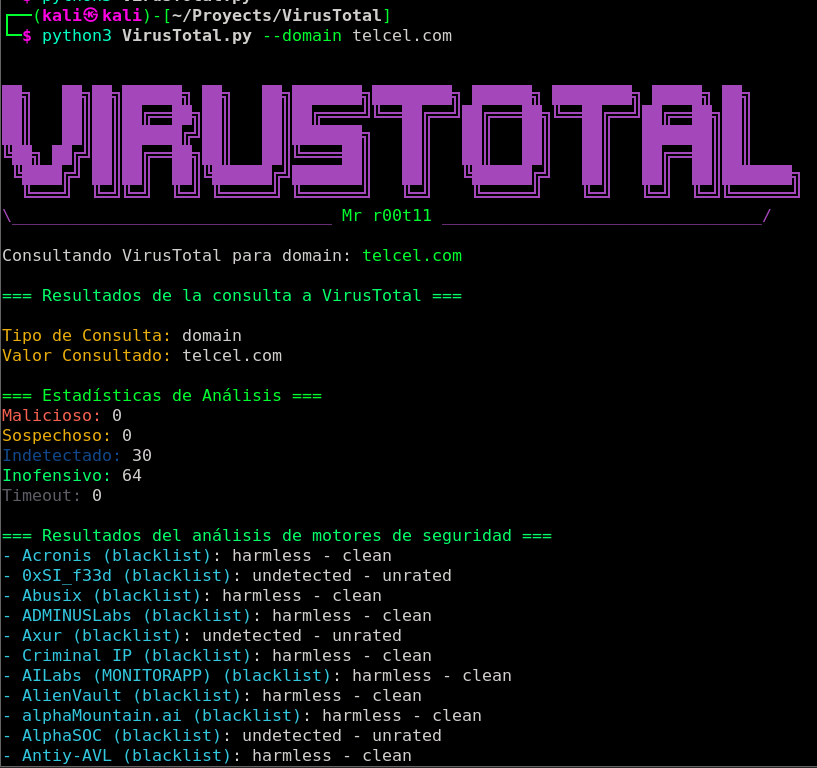 ┌──(kali㉿kali)-[~/Proyects/VirusTotal]
└─$ python3 VirusTotal.py --domain telcel.com
VIRUSTOTAL
\________________________________ Mr r00t11 ________________________________/
Consultando VirusTotal para domain: telcel.com
=== Resultados de la consulta a VirusTotal ===
Tipo de Consulta: domain
Valor Consultado: telcel.com
=== Estadísticas de Análisis ===
Malicioso: 0
Sospechoso: 0
Indetectado: 30
Inofensivo: 64
Timeout: 0
=== Resultados del análisis de motores de seguridad ===
- Acronis (blacklist): harmless - clean
- 0xSI_f33d (blacklist): undetected - unrated
- Abusix (blacklist): harmless - clean
- ADMINUSLabs (blacklist): harmless - clean
- Axur (blacklist): undetected - unrated
- Criminal IP (blacklist): harmless - clean
- AILabs (MONITORAPP) (blacklist): harmless - clean
- AlienVault (blacklist): harmless - clean
- alphaMountain.ai (blacklist): harmless - clean
- AlphaSOC (blacklist): undetected - unrated
- Antiy-AVL (blacklist): harmless - clean